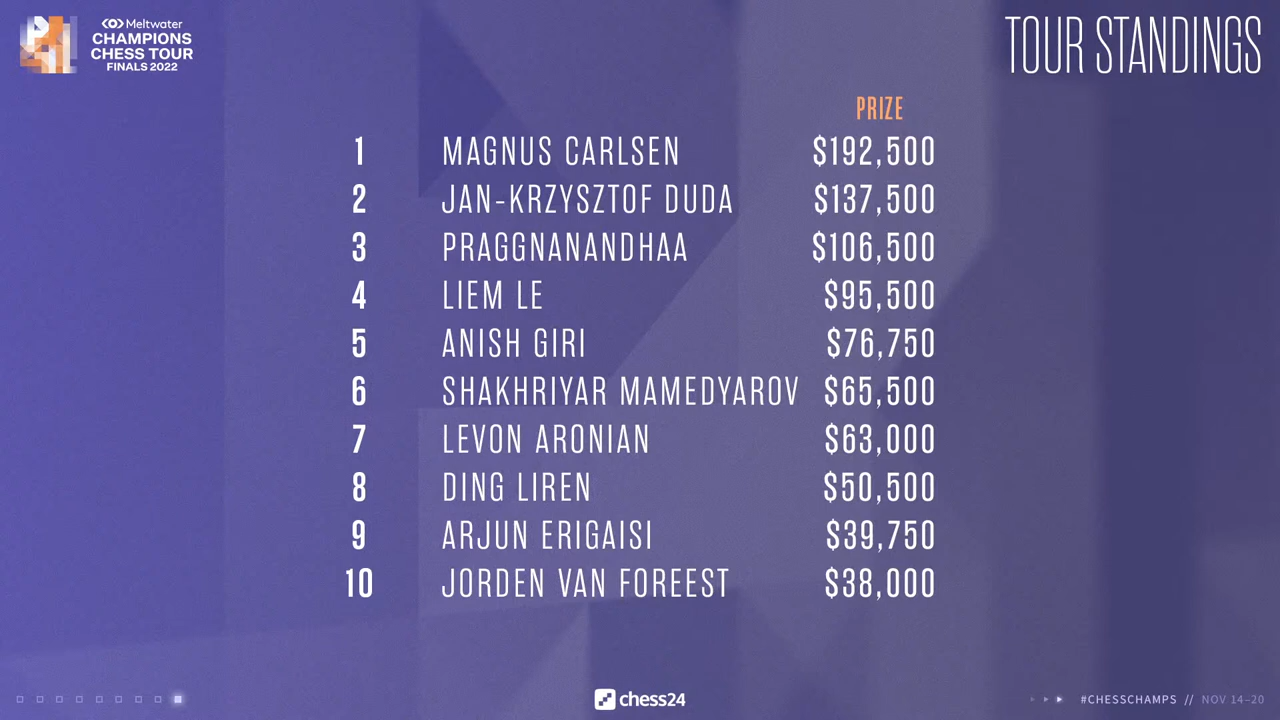 Meltwater
CHAMPIONS
CHESS TOUR
FINALS 2022
TOUR STANDINGS
PRIZE
1 MAGNUS CARLSEN $192,500
2 JAN-KRZYSZTOF DUDA $137,500
3 PRAGGNANANDHAA $106,500
4 LIEM LE $95,500
5 ANISH GIRI $76,750
6 SHAKHRIYAR MAMEDYAROV $65,500
7 LEVON ARONIAN $63,000
8 DING LIREN $50,500
9 ARJUN ERIGAISI $39,750
10 JORDEN VAN FOREEST $38,000
chess24
#CHESSCHAMPS // NOV 14–20